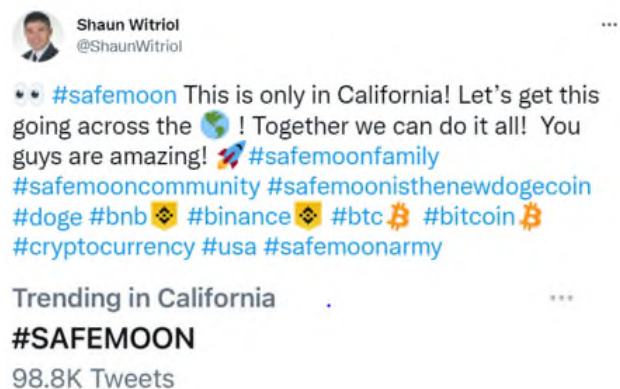 Shaun Witriol
@ShaunWitriol
👀 #safemoon This is only in California! Let's get this
going across the 🌎 ! Together we can do it all! You
guys are amazing! 🚀#safemoonfamily
#safemooncommunity #safemoonisthenewdogecoin
#doge #bnb #binance #btc #bitcoin
#cryptocurrency #usa #safemoonarmy
Trending in California
#SAFEMOON
98.8K Tweets